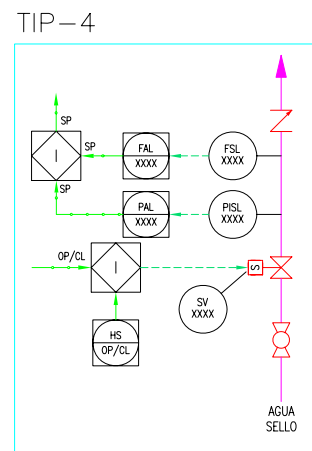 TIP-4
SP
SP
I
FAL
XXXX
FSL
XXXX
SP
PAL
XXXX
PISL
XXXX
OP/CL
I
S
SV
XXXX
HS
OP/CL
AGUA
SELLO